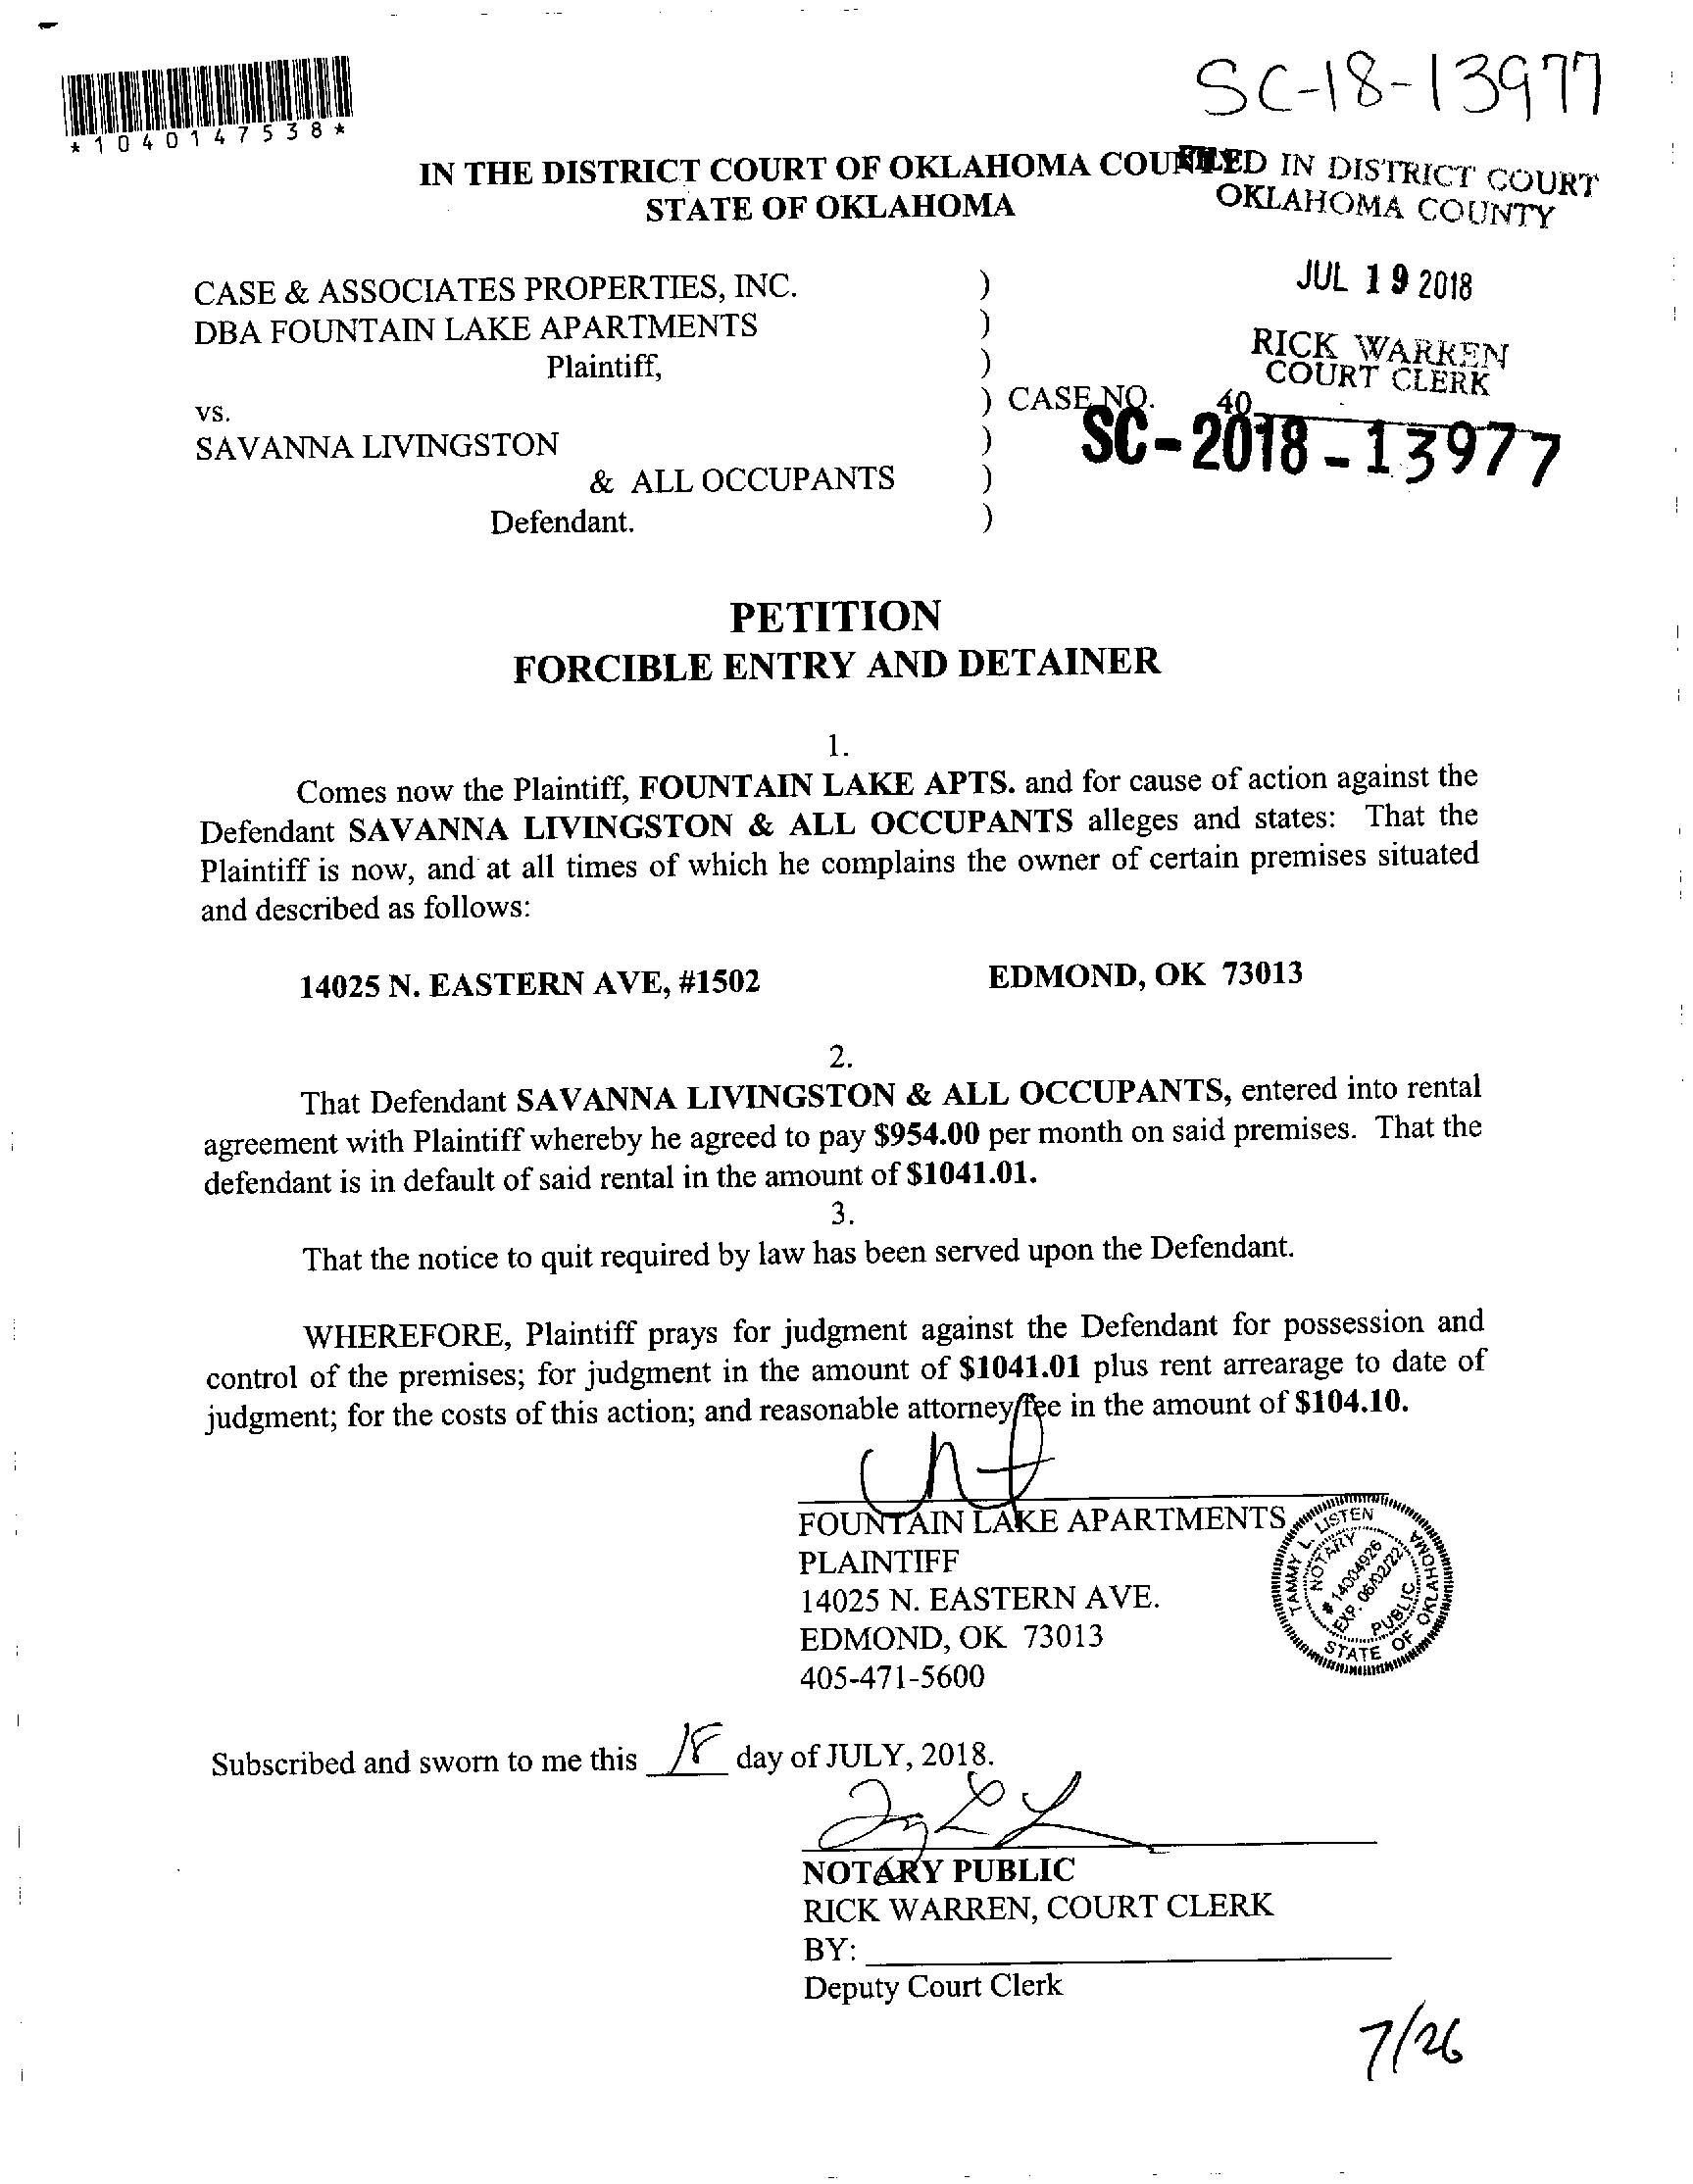 SC-18-13977
*1040147538*
IN THE DISTRICT COURT OF OKLAHOMA COUNTY
STATE OF OKLAHOMA
FILED IN DISTRICT COURT
OKLAHOMA COUNTY
JUL 19 2018
RICK WARREN
COURT CLERK
40
CASE & ASSOCIATES PROPERTIES, INC. )
DBA FOUNTAIN LAKE APARTMENTS )
Plaintiff, )
vs. ) CASE NO.
SC-2018-13977
SAVANNA LIVINGSTON )
& ALL OCCUPANTS )
Defendant. )
PETITION
FORCIBLE ENTRY AND DETAINER
1.
Comes now the Plaintiff, FOUNTAIN LAKE APTS. and for cause of action against the
Defendant SAVANNA LIVINGSTON & ALL OCCUPANTS alleges and states: That the
Plaintiff is now, and at all times of which he complains the owner of certain premises situated
and described as follows:
14025 N. EASTERN AVE, #1502 EDMOND, OK 73013
2.
That Defendant SAVANNA LIVINGSTON & ALL OCCUPANTS, entered into rental
agreement with Plaintiff whereby he agreed to pay $954.00 per month on said premises. That the
defendant is in default of said rental in the amount of $1041.01.
3.
That the notice to quit required by law has been served upon the Defendant.
WHEREFORE, Plaintiff prays for judgment against the Defendant for possession and
control of the premises; for judgment in the amount of $1041.01 plus rent arrearage to date of
judgment; for the costs of this action; and reasonable attorney fee in the amount of $104.10.
FOUNTAIN LAKE APARTMENTS
PLAINTIFF
14025 N. EASTERN AVE.
EDMOND, OK 73013
405-471-5600
TAMMY L. LISTEN
NOTARY
# 14004926
EXP. 06/02/22
PUBLIC
STATE OF OKLAHOMA
Subscribed and sworn to me this 18 day of JULY, 2018.
NOTARY PUBLIC
RICK WARREN, COURT CLERK
BY:
Deputy Court Clerk
7/26